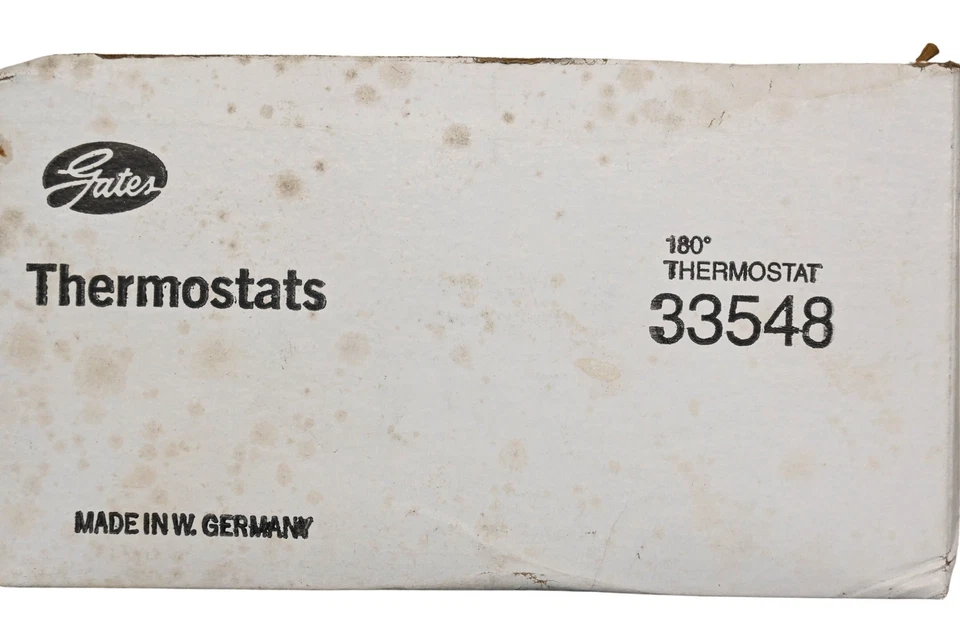 Gates
Thermostats
180°
THERMOSTAT
33548
MADE IN W. GERMANY